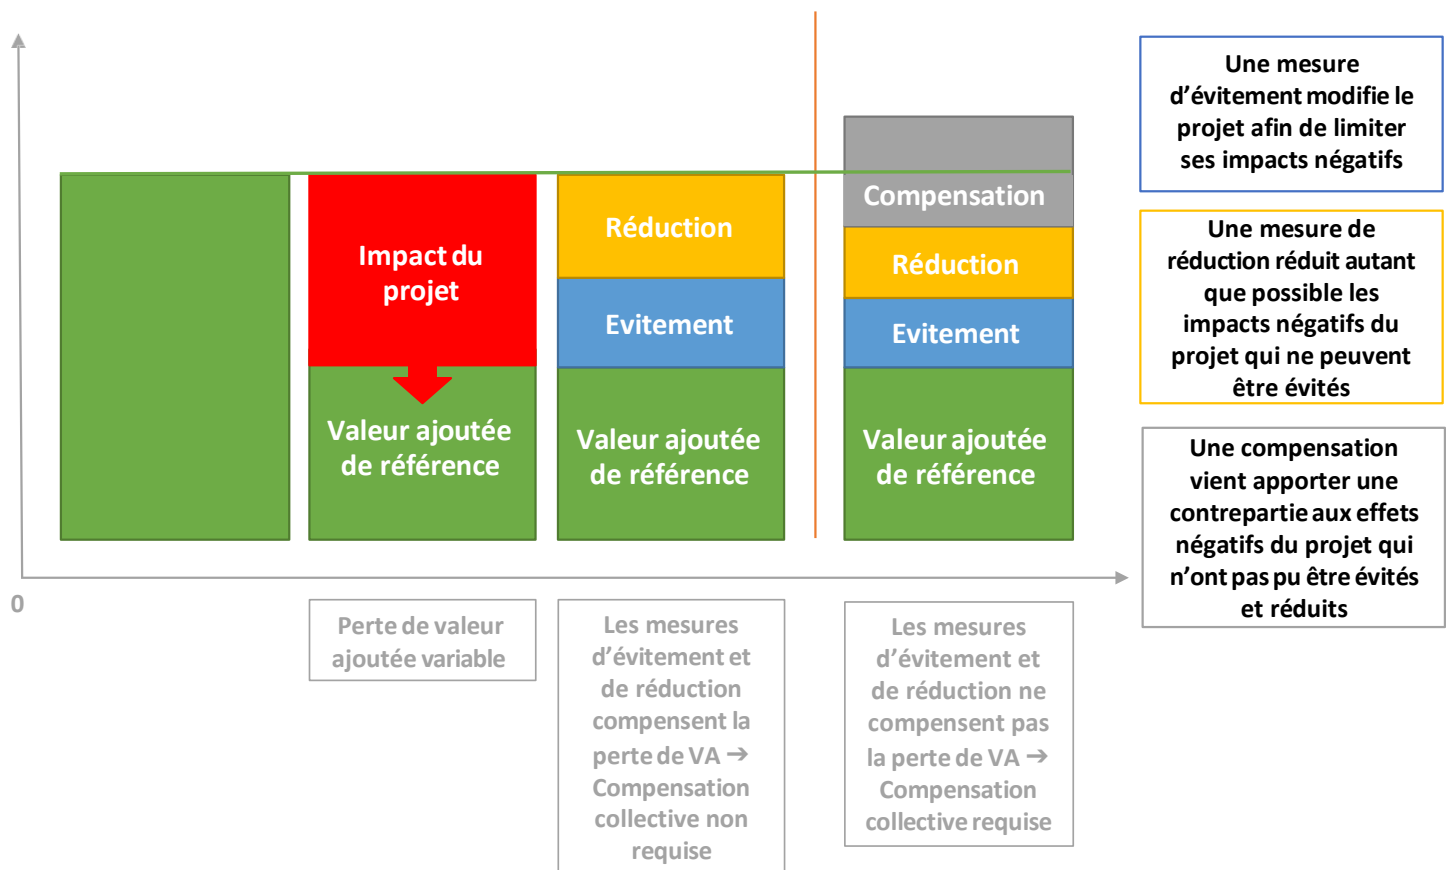 Impact du
projet
Valeur ajoutée
de référence
Réduction
Evitement
Valeur ajoutée
de référence
Compensation
Réduction
Evitement
Valeur ajoutée
de référence
0
Perte de valeur
ajoutée variable
Les mesures
d’évitement et
de réduction
compensent la
perte de VA ➔
Compensation
collective non
requise
Les mesures
d’évitement et
de réduction ne
compensent pas
la perte de VA ➔
Compensation
collective requise
Une mesure
d’évitement modifie le
projet afin de limiter
ses impacts négatifs
Une mesure de
réduction réduit autant
que possible les
impacts négatifs du
projet qui ne peuvent
être évités
Une compensation
vient apporter une
contrepartie aux effets
négatifs du projet qui
n’ont pas pu être évités
et réduits